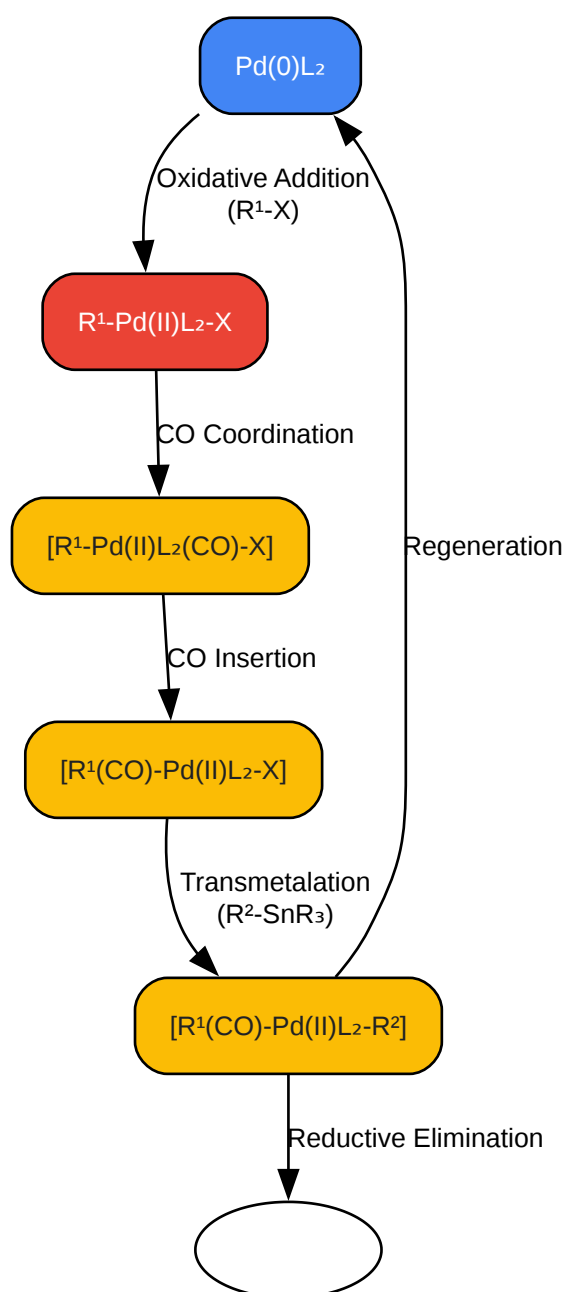 Pd(0)L₂
Oxidative Addition
(R¹-X)
R¹-Pd(II)L₂-X
CO Coordination
[R¹-Pd(II)L₂(CO)-X]
Regeneration
CO Insertion
[R¹(CO)-Pd(II)L₂-X]
Transmetalation
(R²-SnR₃)
[R¹(CO)-Pd(II)L₂-R²]
Reductive Elimination